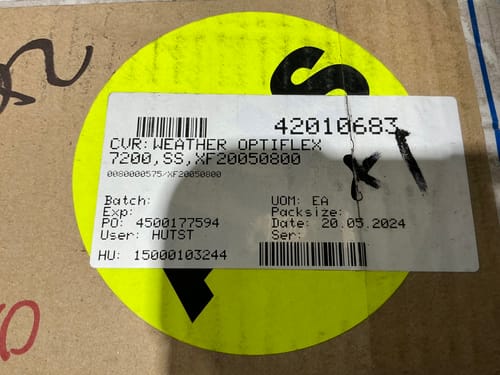 42010683
CVR: WEATHER OPTIFLEX
7200,SS,XF20050800
0080000575/XF20050800
Batch: UOM: EA
Exp: Packsize:
PO: 4500177594 Date: 20.05.2024
User: HUTST Ser:
HU: 15000103244
x1
S